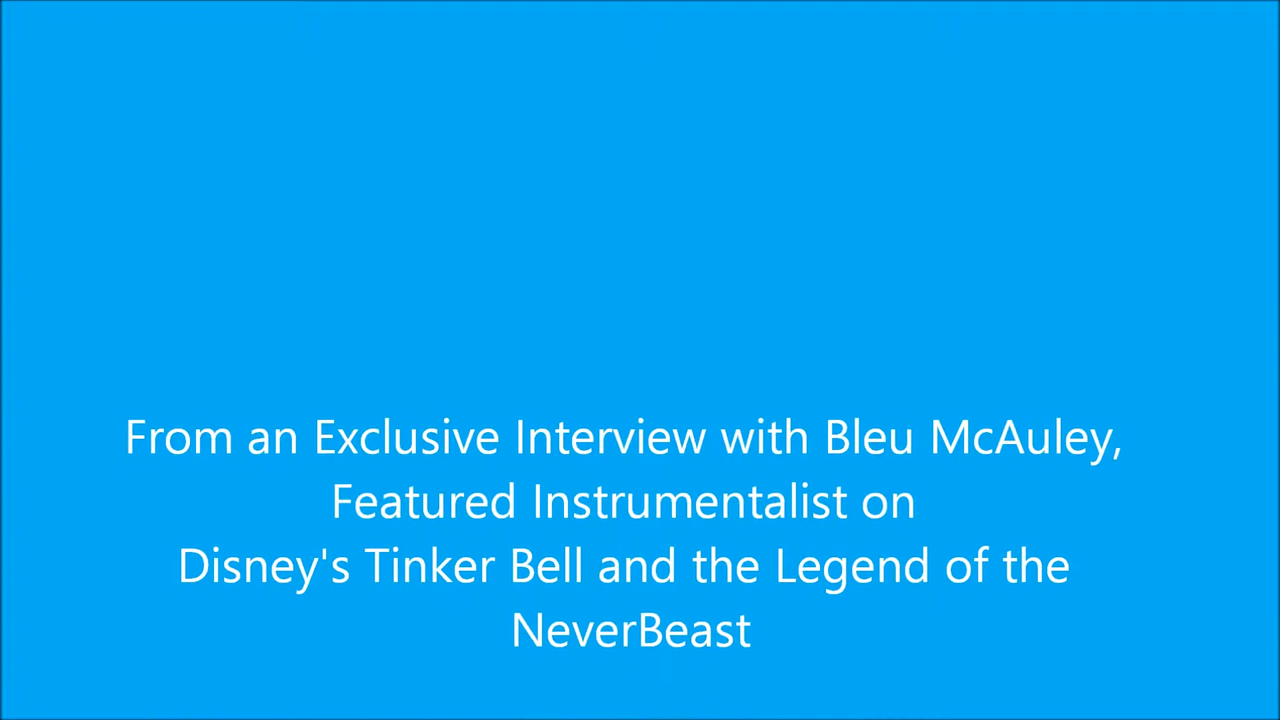 From an Exclusive Interview with Bleu McAuley,
Featured Instrumentalist on
Disney's Tinker Bell and the Legend of the
NeverBeast